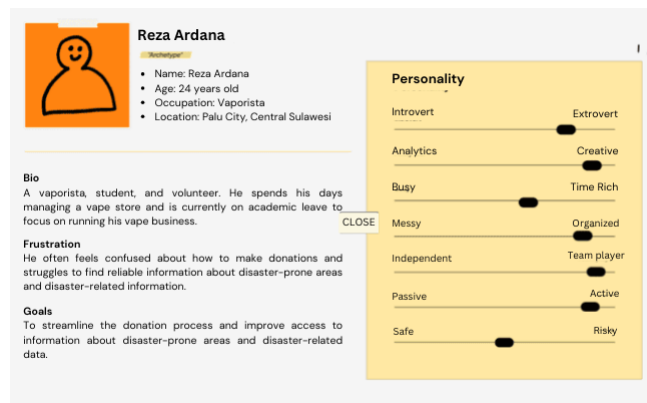 Reza Ardana
"Archetype"
• Name: Reza Ardana
• Age: 24 years old
• Occupation: Vaporista
• Location: Palu City, Central Sulawesi
Bio
A vaporista, student, and volunteer. He spends his days
managing a vape store and is currently on academic leave to
focus on running his vape business.
Frustration
He often feels confused about how to make donations and
struggles to find reliable information about disaster-prone areas
and disaster-related information.
Goals
To streamline the donation process and improve access to
information about disaster-prone areas and disaster-related
data.
CLOSE
Personality
Introvert Extrovert
Analytics Creative
Busy Time Rich
Messy Organized
Independent Team player
Passive Active
Safe Risky